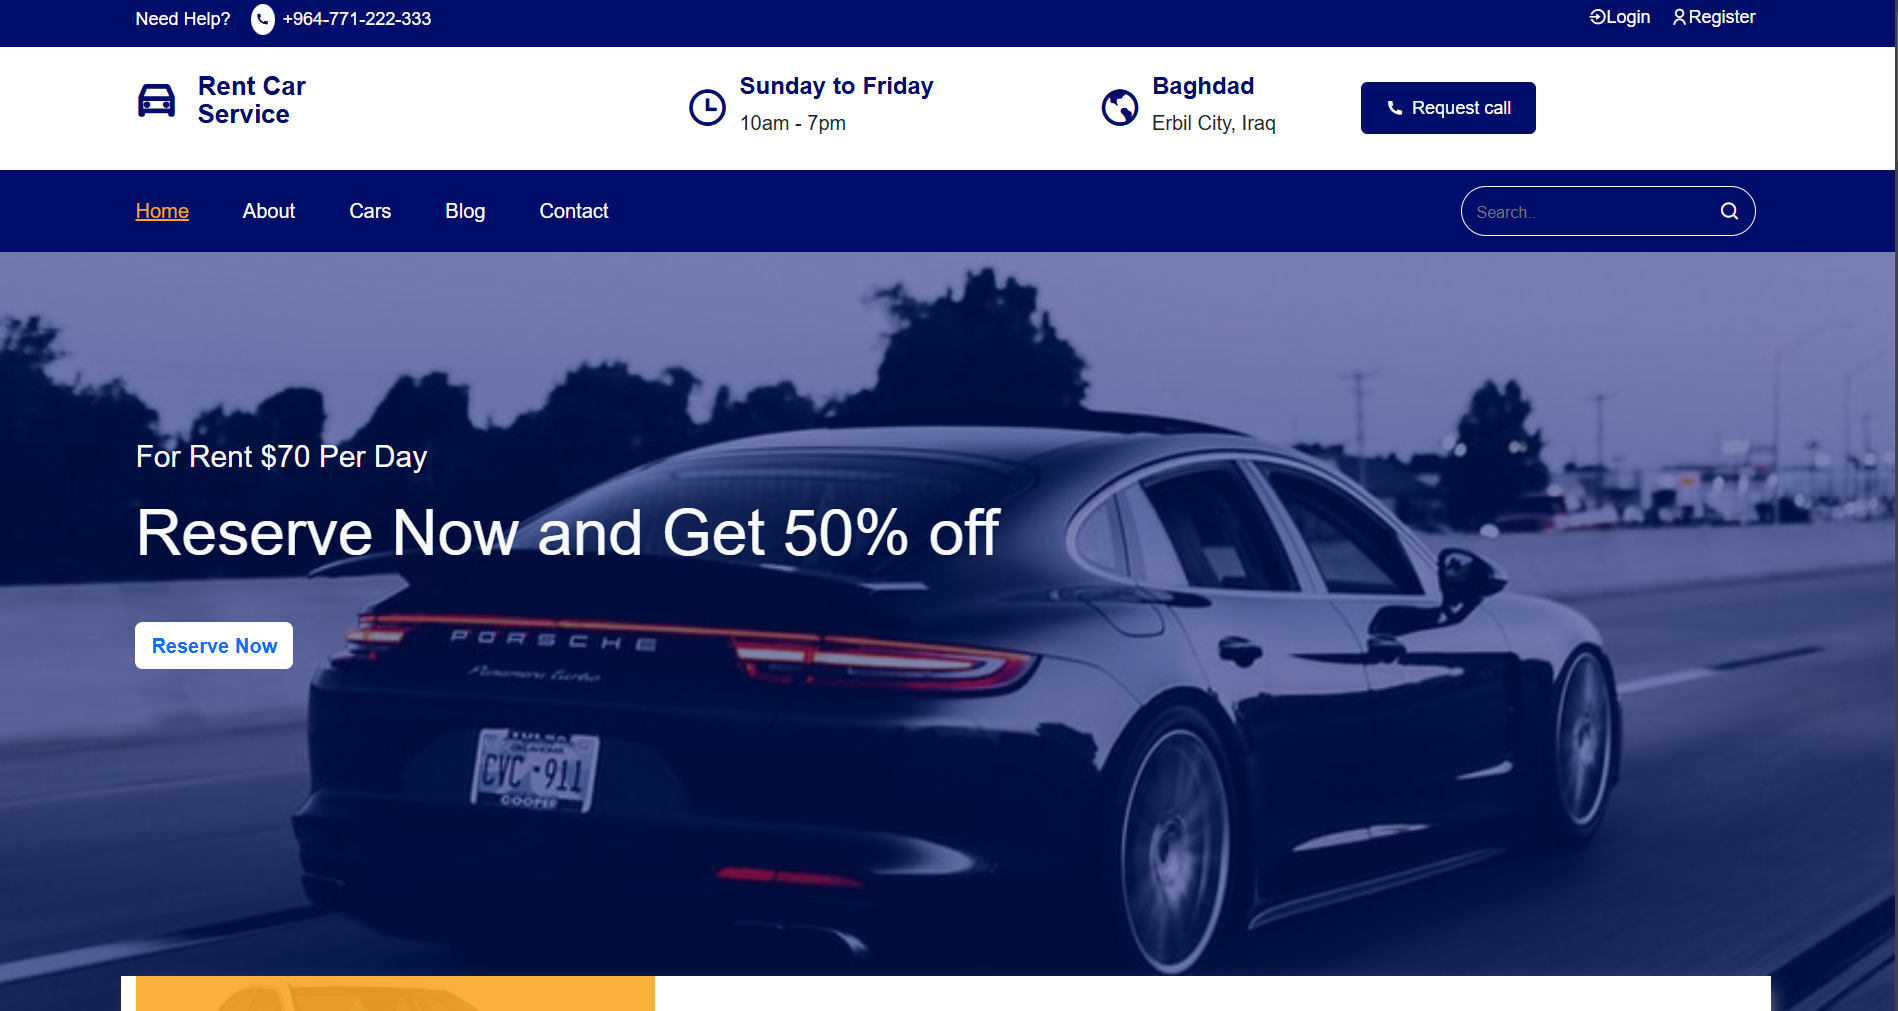 Need Help? +964-771-222-333 Login Register
Rent Car
Service
Sunday to Friday
10am - 7pm
Baghdad
Erbil City, Iraq
Request call
Home About Cars Blog Contact Search..
For Rent $70 Per Day
Reserve Now and Get 50% off
Reserve Now
PORSCHE
Panamera turbo
TULSA
OKLAHOMA
CVC-911
COOPER